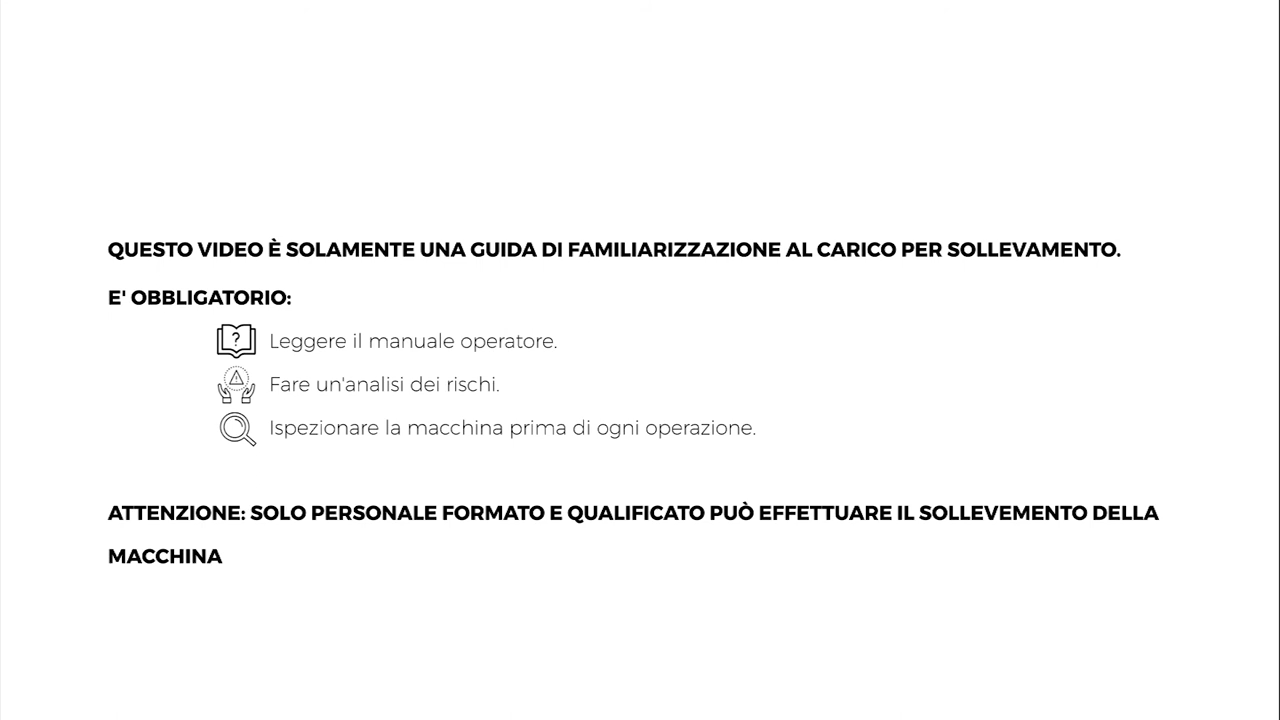 QUESTO VIDEO È SOLAMENTE UNA GUIDA DI FAMILIARIZZAZIONE AL CARICO PER SOLLEVAMENTO.
E' OBBLIGATORIO:
Leggere il manuale operatore.
Fare un'analisi dei rischi.
Ispezionare la macchina prima di ogni operazione.
ATTENZIONE: SOLO PERSONALE FORMATO E QUALIFICATO PUÒ EFFETTUARE IL SOLLEVEMENTO DELLA
MACCHINA